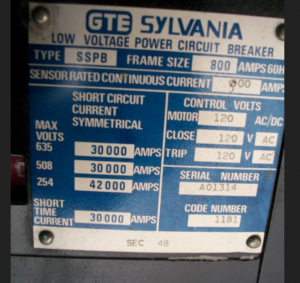 GTE SYLVANIA
LOW VOLTAGE POWER CIRCUIT BREAKER
TYPE SSPB FRAME SIZE 800 AMPS 60H
SENSOR RATED CONTINUOUS CURRENT 00 AMP
SHORT CIRCUIT CURRENT SYMMETRICAL
MAX VOLTS
635 30000 AMPS
508 30000 AMPS
254 42000 AMPS
SHORT TIME CURRENT 30000 AMPS
CONTROL VOLTS
MOTOR 120 AC/DC
CLOSE 120 V AC
TRIP 120 V AC
SERIAL NUMBER
A01314
CODE NUMBER
1181
SEC 4B